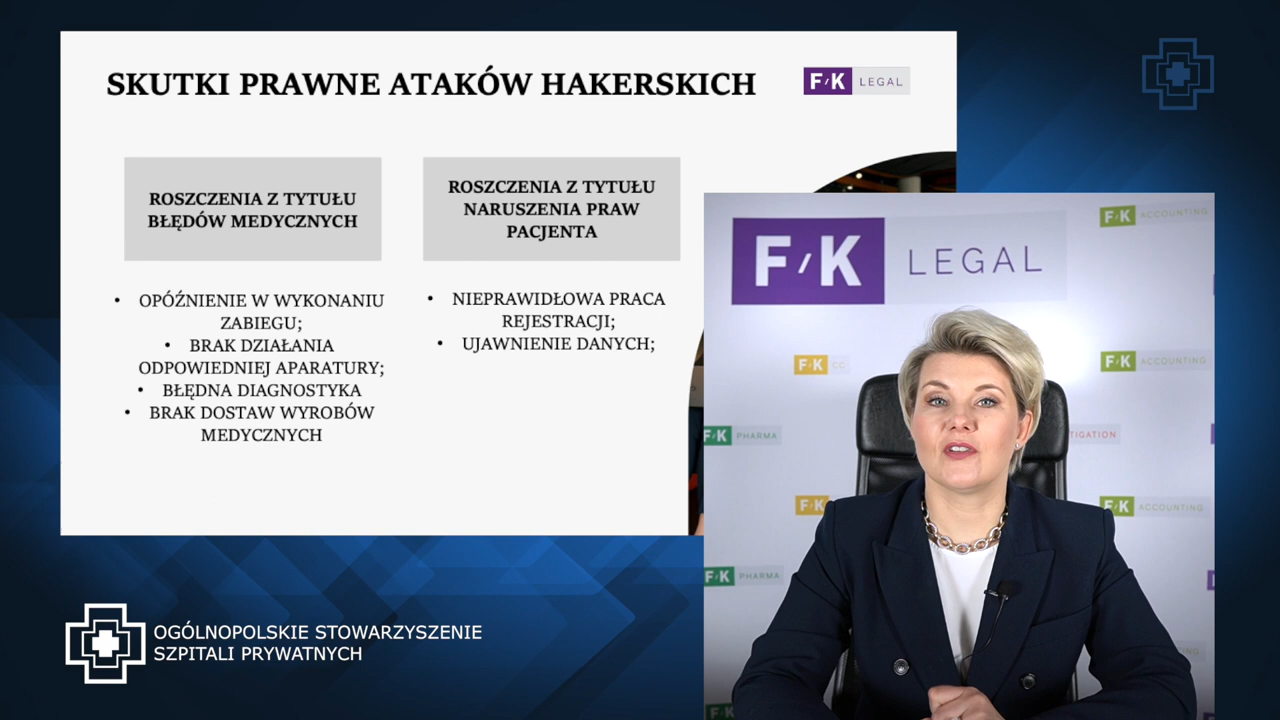 SKUTKI PRAWNE ATAKÓW HAKERSKICH
F/K LEGAL
ROSZCZENIA Z TYTUŁU
BŁĘDÓW MEDYCZNYCH
• OPÓŹNIENIE W WYKONANIU
ZABIEGU;
• BRAK DZIAŁANIA
ODPOWIEDNIEJ APARATURY;
• BŁĘDNA DIAGNOSTYKA
• BRAK DOSTAW WYROBÓW
MEDYCZNYCH
ROSZCZENIA Z TYTUŁU
NARUSZENIA PRAW
PACJENTA
• NIEPRAWIDŁOWA PRACA
REJESTRACJI;
• UJAWNIENIE DANYCH;
F/K LEGAL
F/K ACCOUNTING
F/K CC
F/K ACCOUNTING
F/K PHARMA
TIGATION
F/K
F/K ACCOUNTING
F/K PHARMA
OGÓLNOPOLSKIE STOWARZYSZENIE
SZPITALI PRYWATNYCH